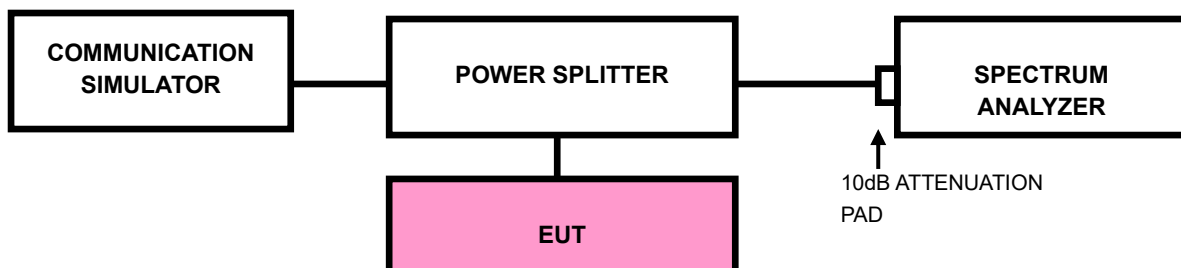 COMMUNICATION
SIMULATOR
POWER SPLITTER
SPECTRUM
ANALYZER
10dB ATTENUATION
PAD
EUT